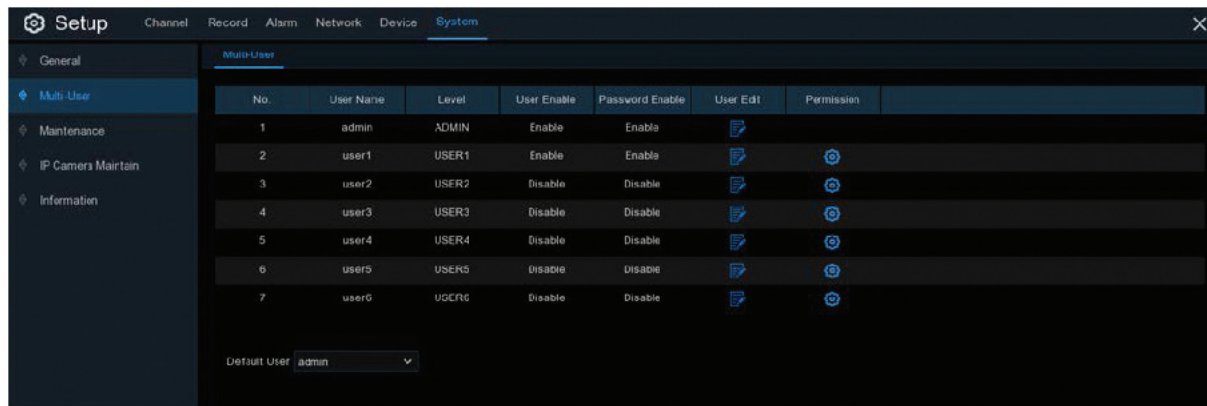 Setup Channel Record Alarm Network Device System
General
Multi-User
Maintenance
IP Camera Maintain
Information
Multi-User
No. User Name Level User Enable Password Enable User Edit Permission
1 admin ADMIN Enable Enable
2 user1 USER1 Enable Enable
3 user2 USER2 Disable Disable
4 user3 USER3 Disable Disable
5 user4 USER4 Disable Disable
6 user5 USER5 Disable Disable
7 user6 USER6 Disable Disable
Default User admin